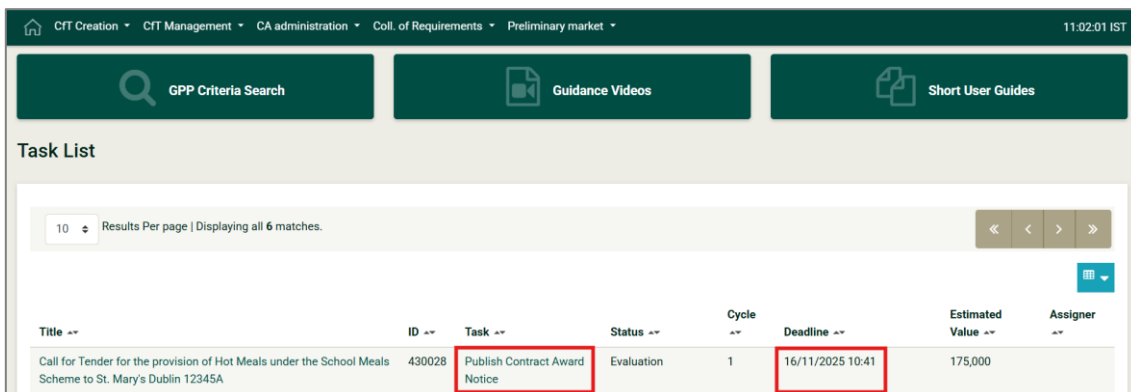 CfT Creation CfT Management CA administration Coll. of Requirements Preliminary market 11:02:01 IST
GPP Criteria Search Guidance Videos Short User Guides
Task List
10 Results Per page | Displaying all 6 matches.
Cycle Estimated Assigner
Title ID Task Status Deadline Value
Call for Tender for the provision of Hot Meals under the School Meals 430028 Publish Contract Award Evaluation 1 16/11/2025 10:41 175,000
Scheme to St. Mary's Dublin 12345A Notice